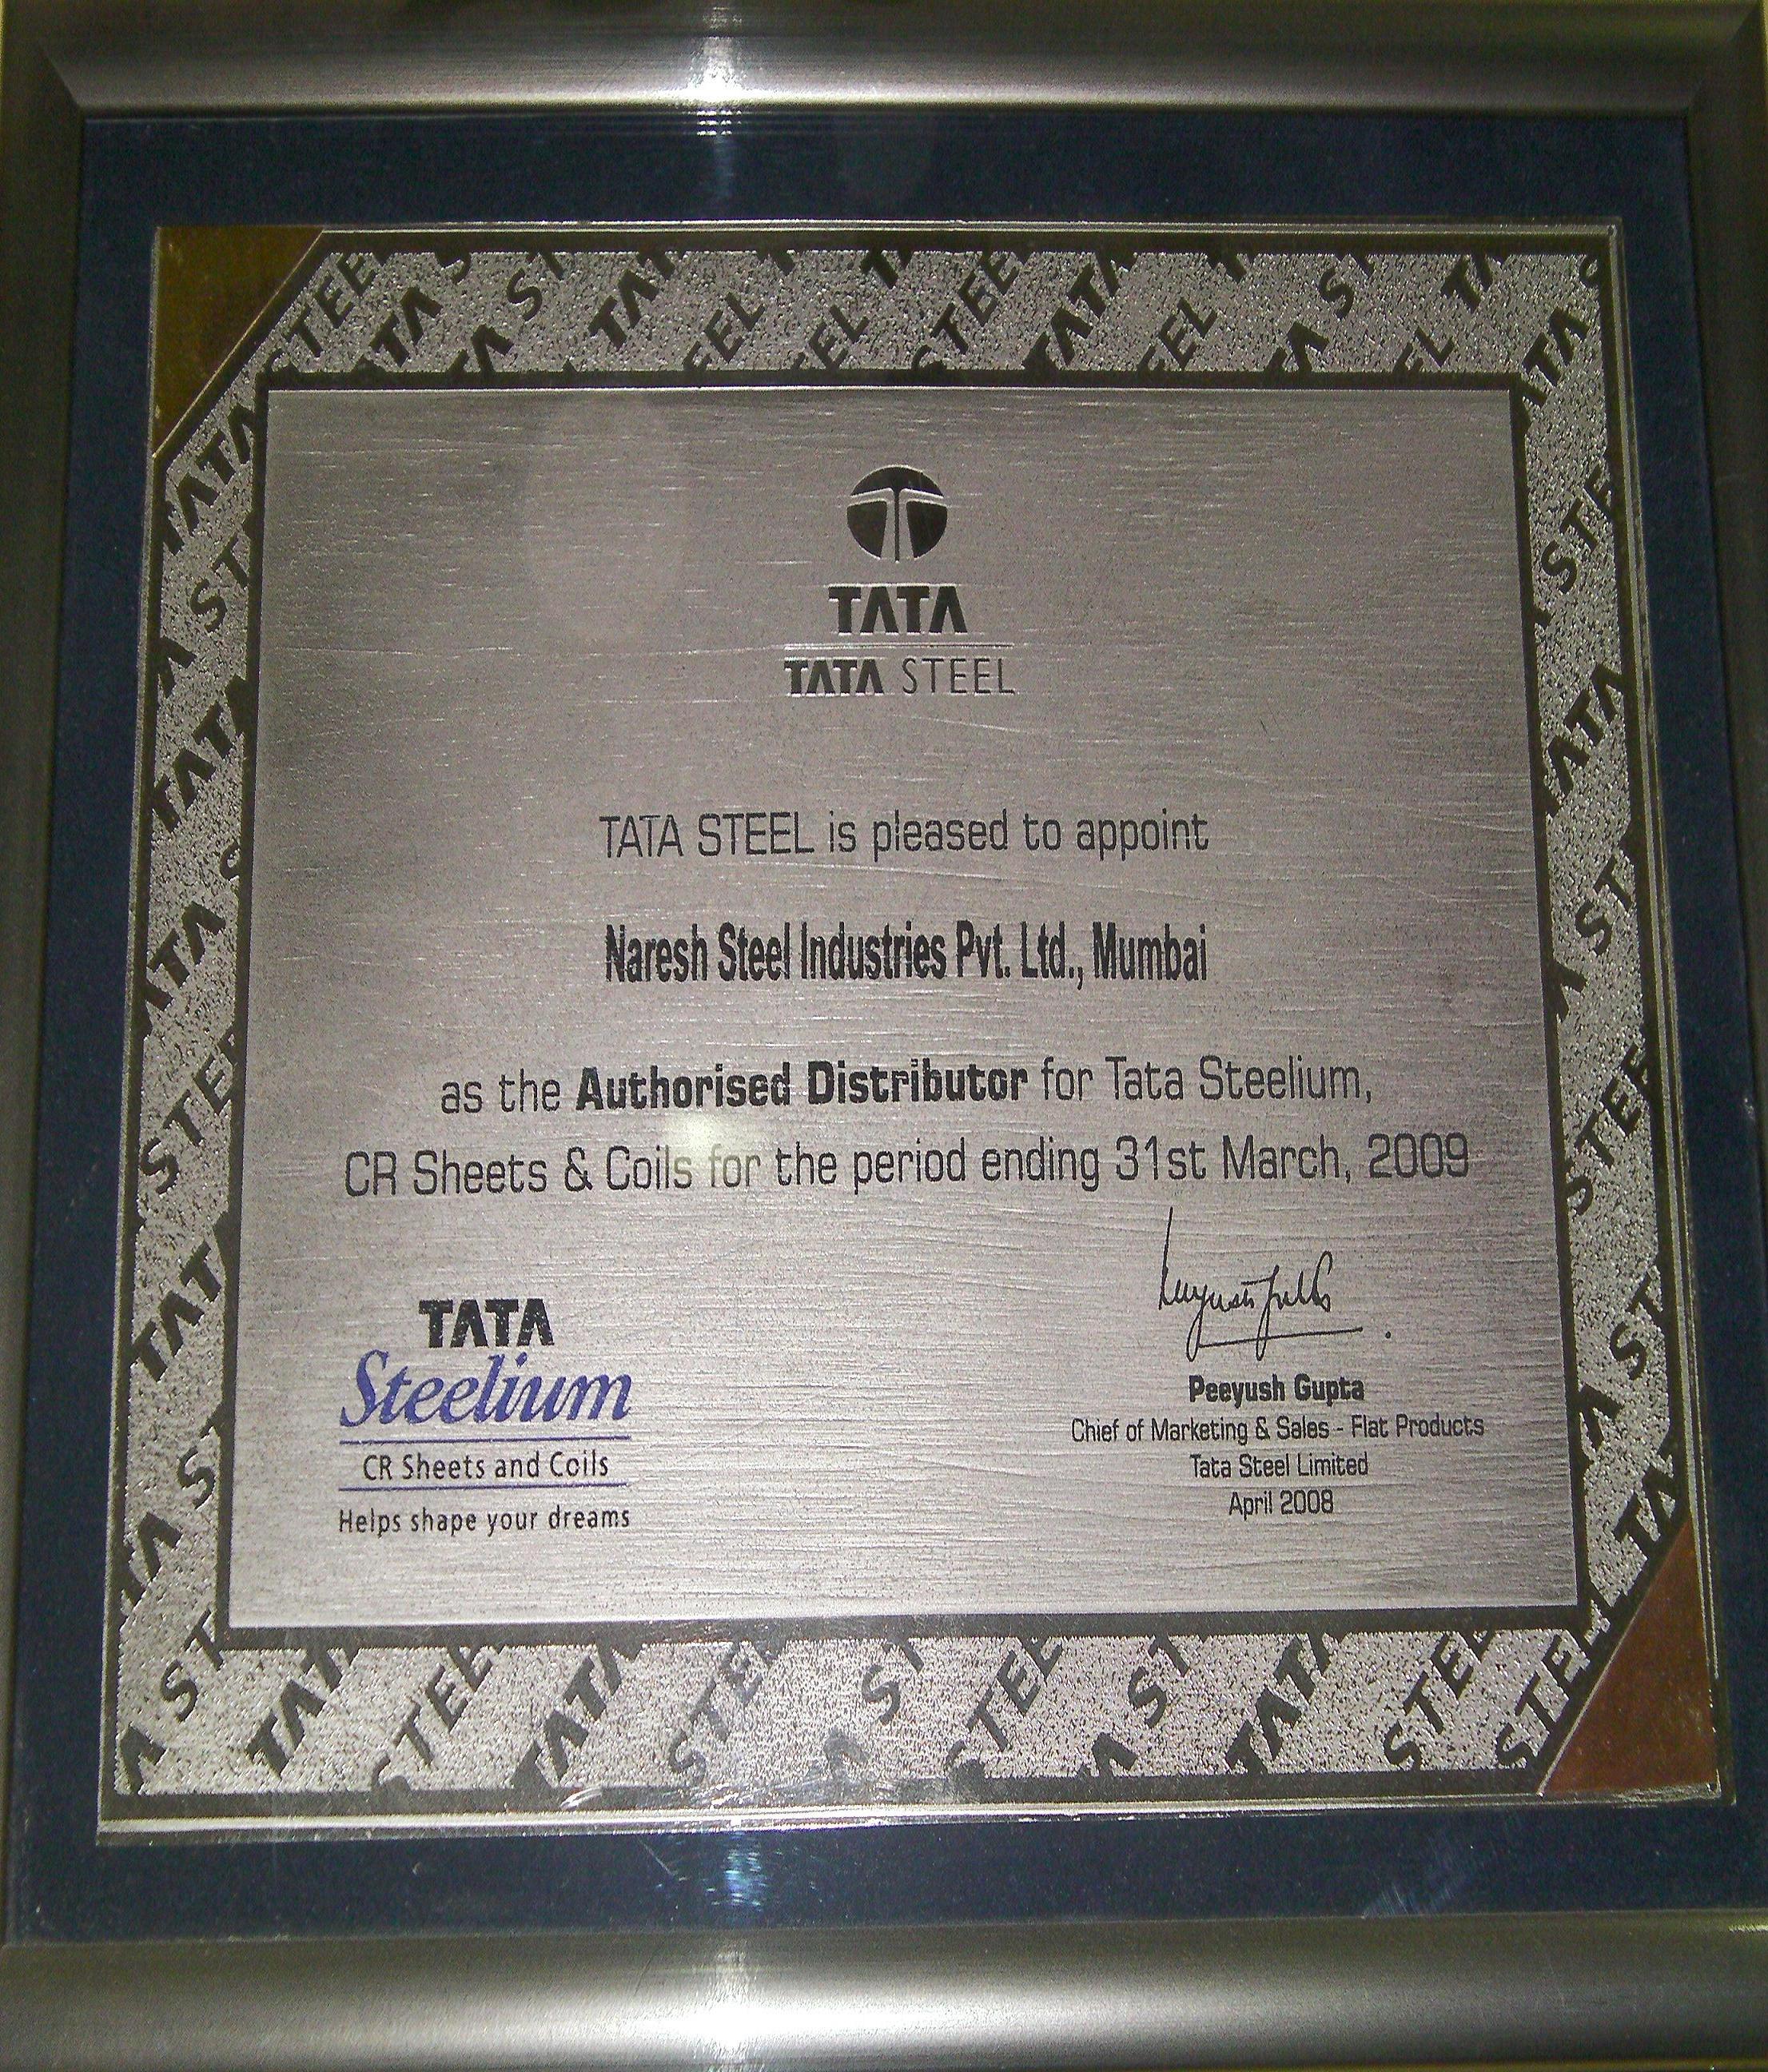 TATA
TATA STEEL
TATA STEEL is pleased to appoint
Naresh Steel Industries Pvt. Ltd., Mumbai
as the Authorised Distributor for Tata Steelium,
CR Sheets & Coils for the period ending 31st March, 2009
TATA
Steelium
CR Sheets and Coils
Helps shape your dreams
Peeyush Gupta
Chief of Marketing & Sales - Flat Products
Tata Steel Limited
April 2008